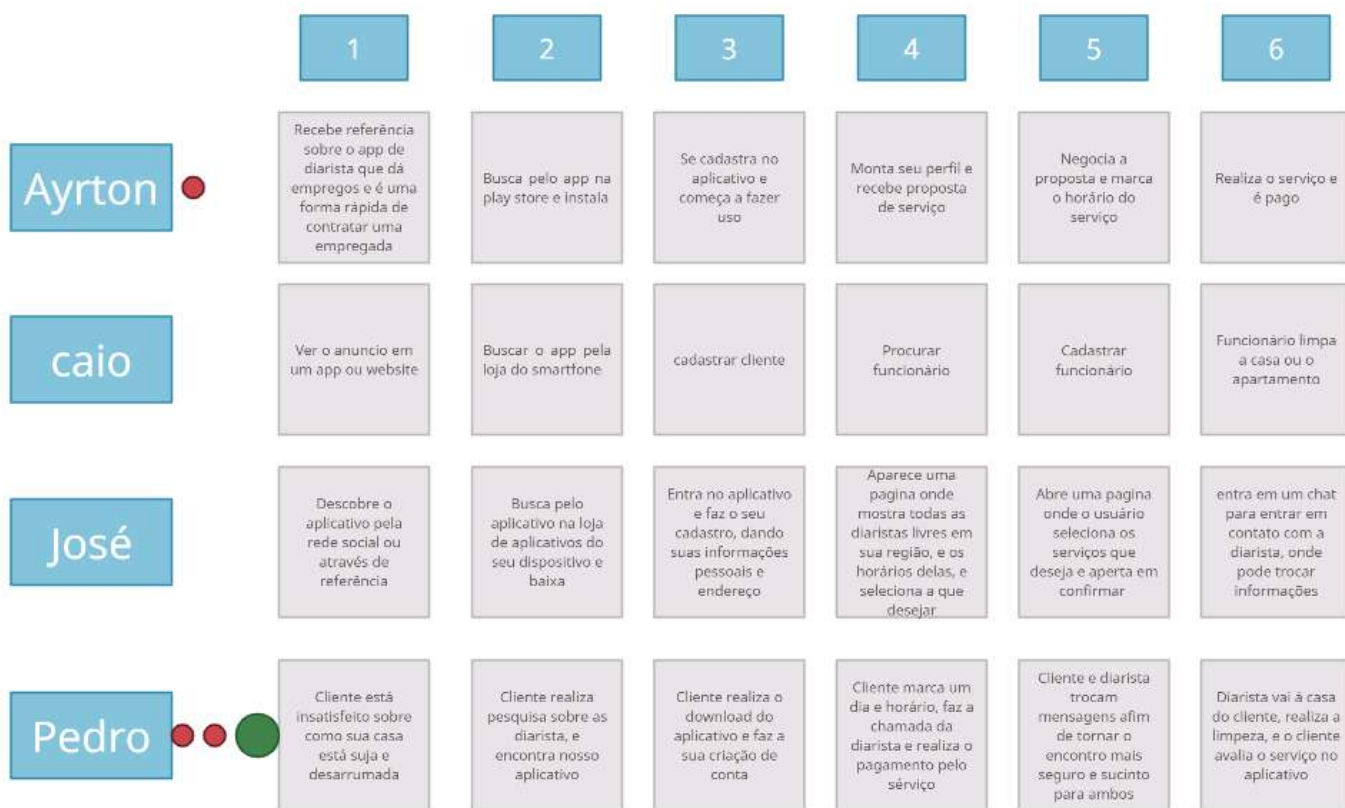 1
2
3
4
5
6
Ayrton
Recebe referência
sobre o app de
diarista que dá
empregos e é uma
forma rápida de
contratar uma
empregada
Busca pelo app na
play store e instala
Se cadastra no
aplicativo e
começa a fazer
uso
Monta seu perfil e
recebe proposta
de serviço
Negocia a
proposta e marca
o horário do
serviço
Realiza o serviço e
é pago
caio
Ver o anuncio em
um app ou website
Buscar o app pela
loja do smartfone
cadastrar cliente
Procurar
funcionário
Cadastrar
funcionário
Funcionário limpa
a casa ou o
apartamento
José
Descobre o
aplicativo pela
rede social ou
através de
referência
Busca pelo
aplicativo na loja
de aplicativos do
seu dispositivo e
baixa
Entra no aplicativo
e faz o seu
cadastro, dando
suas informações
pessoais e
endereço
Aparece uma
pagina onde
mostra todas as
diaristas livres em
sua região, e os
horários delas, e
seleciona a que
desejar
Abre uma pagina
onde o usuário
seleciona os
serviços que
deseja e aperta em
confirmar
entra em um chat
para entrar em
contato com a
diarista, onde
pode trocar
informações
Pedro
Cliente está
insatisfeito sobre
como sua casa
está suja e
desarrumada
Cliente realiza
pesquisa sobre as
diarista, e
encontra nosso
aplicativo
Cliente realiza o
download do
aplicativo e faz a
sua criação de
conta
Cliente marca um
dia e horário, faz a
chamada da
diarista e realiza o
pagamento pelo
sérviço
Cliente e diarista
trocam
mensagens afim
de tornar o
encontro mais
seguro e sucinto
para ambos
Diarista vai á casa
do cliente, realiza a
limpeza, e o cliente
avalia o serviço no
aplicativo